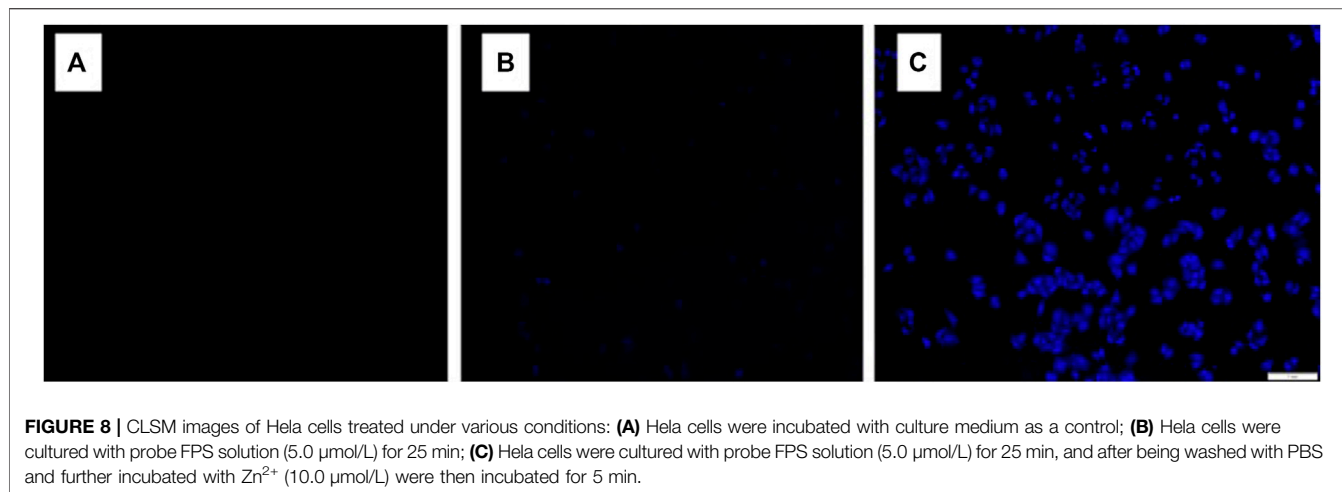 A
B
C
FIGURE 8 | CLSM images of Hela cells treated under various conditions: (A) Hela cells were incubated with culture medium as a control; (B) Hela cells were
cultured with probe FPS solution (5.0 µmol/L) for 25 min; (C) Hela cells were cultured with probe FPS solution (5.0 µmol/L) for 25 min, and after being washed with PBS
and further incubated with Zn²⁺ (10.0 µmol/L) were then incubated for 5 min.